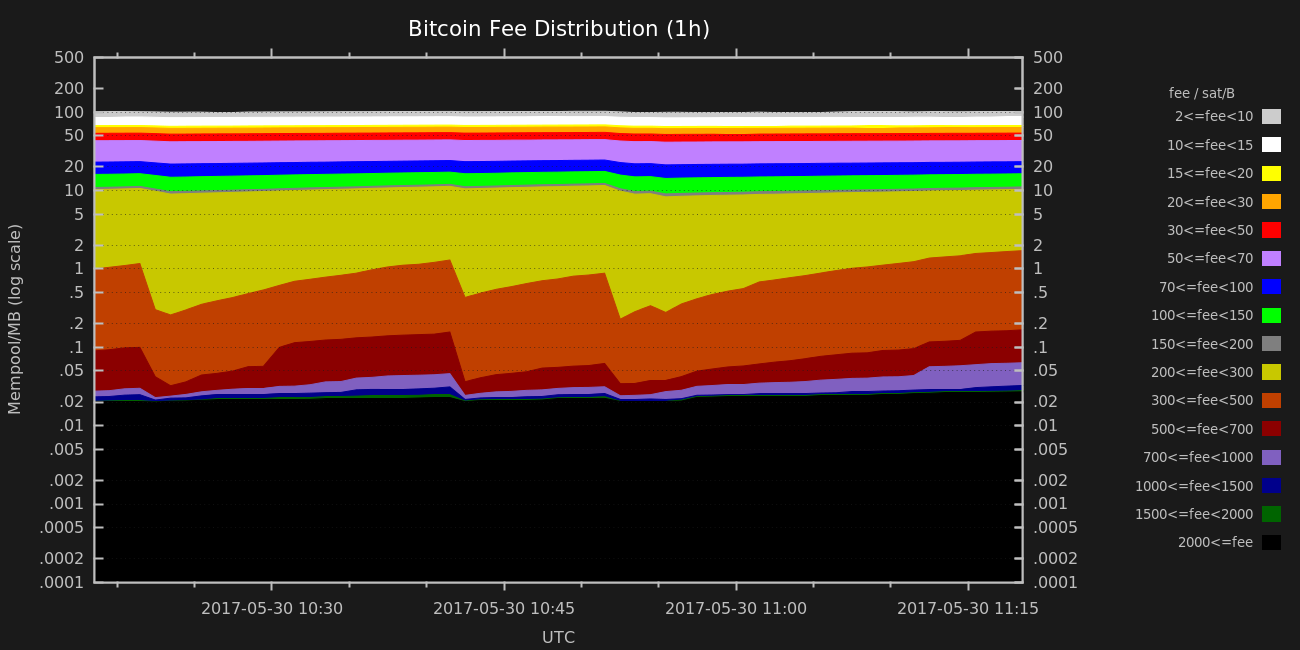 Bitcoin Fee Distribution (1h)
Mempool/MB (log scale)
500
200
100
50
20
10
5
2
1
.5
.2
.1
.05
.02
.01
.005
.002
.001
.0005
.0002
.0001
500
200
100
50
20
10
5
2
1
.5
.2
.1
.05
.02
.01
.005
.002
.001
.0005
.0002
.0001
2017-05-30 10:30
2017-05-30 10:45
2017-05-30 11:00
2017-05-30 11:15
UTC
fee / sat/B
2<=fee<10
10<=fee<15
15<=fee<20
20<=fee<30
30<=fee<50
50<=fee<70
70<=fee<100
100<=fee<150
150<=fee<200
200<=fee<300
300<=fee<500
500<=fee<700
700<=fee<1000
1000<=fee<1500
1500<=fee<2000
2000<=fee